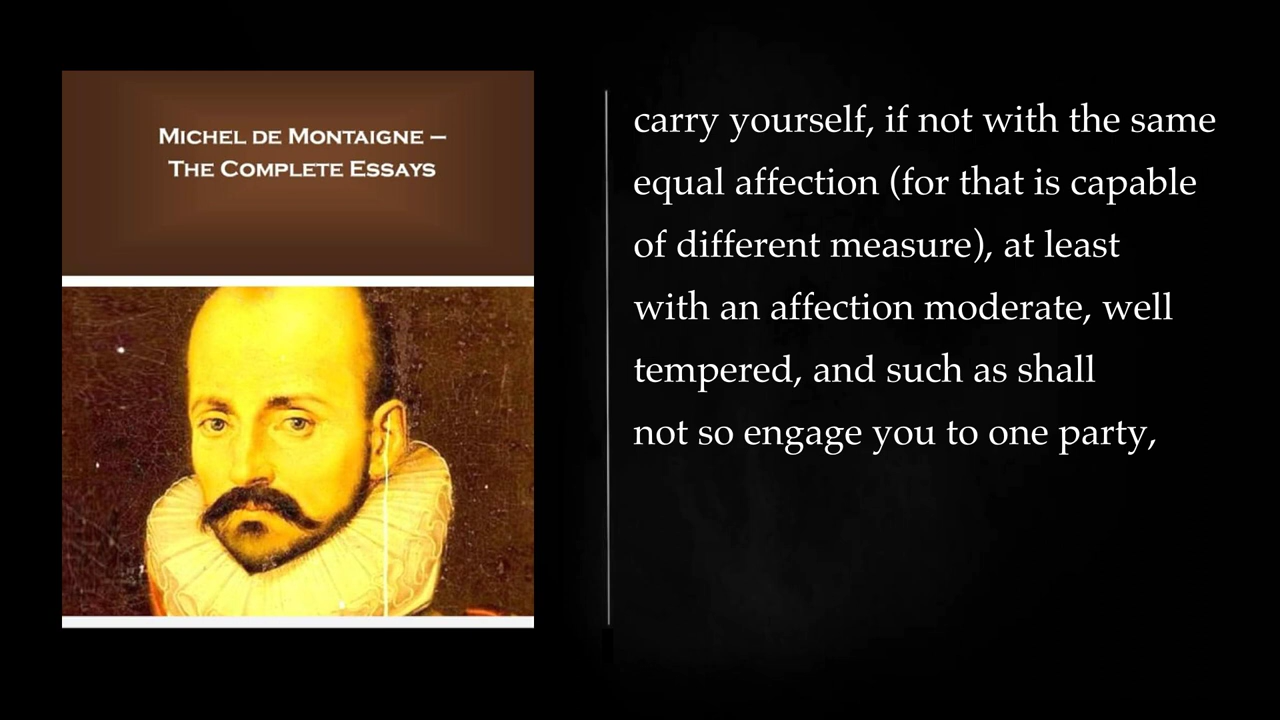 MICHEL DE MONTAIGNE –
THE COMPLETE ESSAYS
carry yourself, if not with the same
equal affection (for that is capable
of different measure), at least
with an affection moderate, well
tempered, and such as shall
not so engage you to one party,